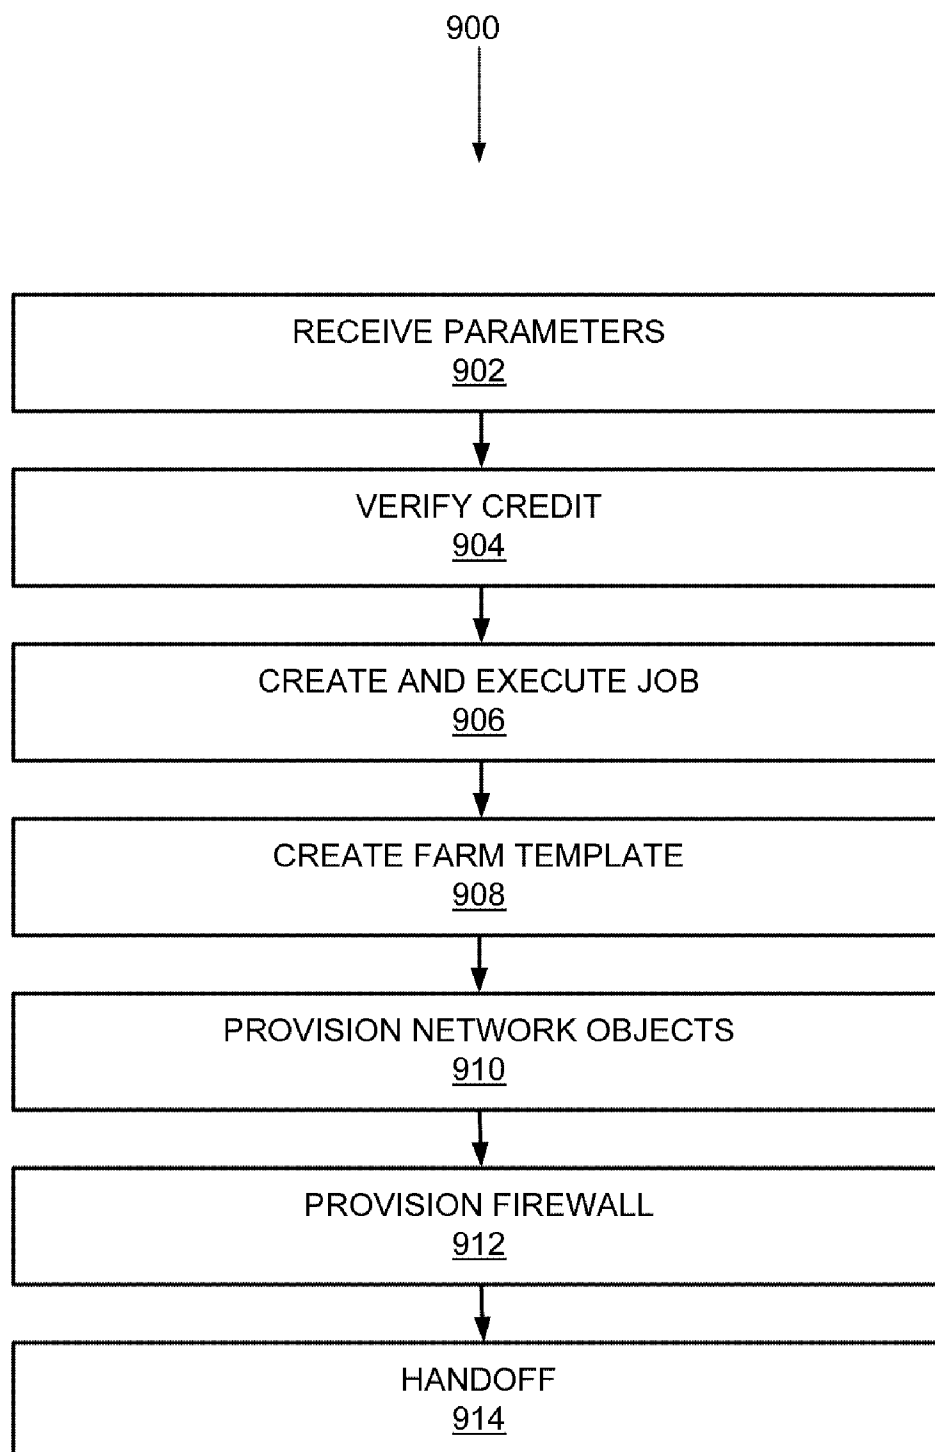 900
RECEIVE PARAMETERS
902
VERIFY CREDIT
904
CREATE AND EXECUTE JOB
906
CREATE FARM TEMPLATE
908
PROVISION NETWORK OBJECTS
910
PROVISION FIREWALL
912
HANDOFF
914